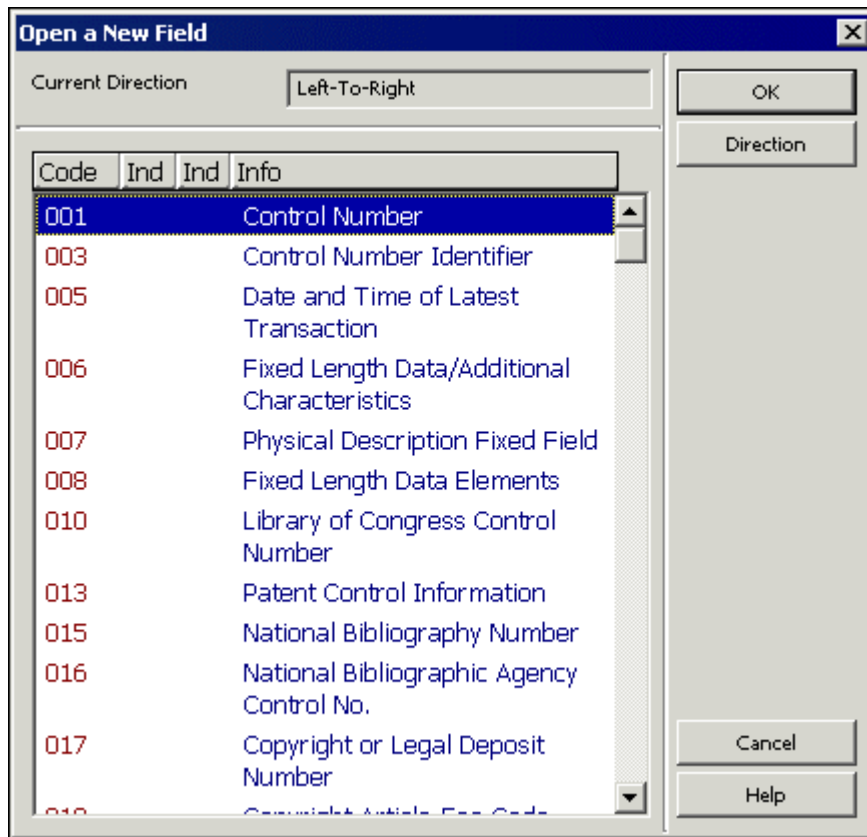 Open a New Field
Current Direction
Left-To-Right
OK
Direction
Code Ind Ind Info
001 Control Number
003 Control Number Identifier
005 Date and Time of Latest
Transaction
006 Fixed Length Data/Additional
Characteristics
007 Physical Description Fixed Field
008 Fixed Length Data Elements
010 Library of Congress Control
Number
013 Patent Control Information
015 National Bibliography Number
016 National Bibliographic Agency
Control No.
017 Copyright or Legal Deposit
Number
Cancel
Help